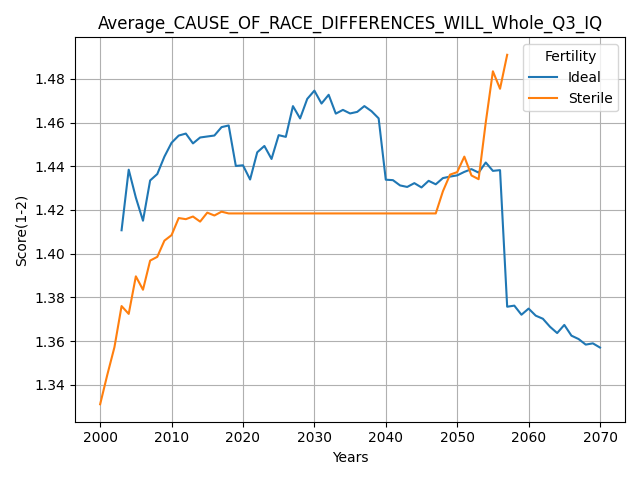 Average_CAUSE_OF_RACE_DIFFERENCES_WILL_Whole_Q3_IQ
Fertility
Ideal
Sterile
Score(1-2)
1.48
1.46
1.44
1.42
1.40
1.38
1.36
1.34
2000 2010 2020 2030 2040 2050 2060 2070
Years